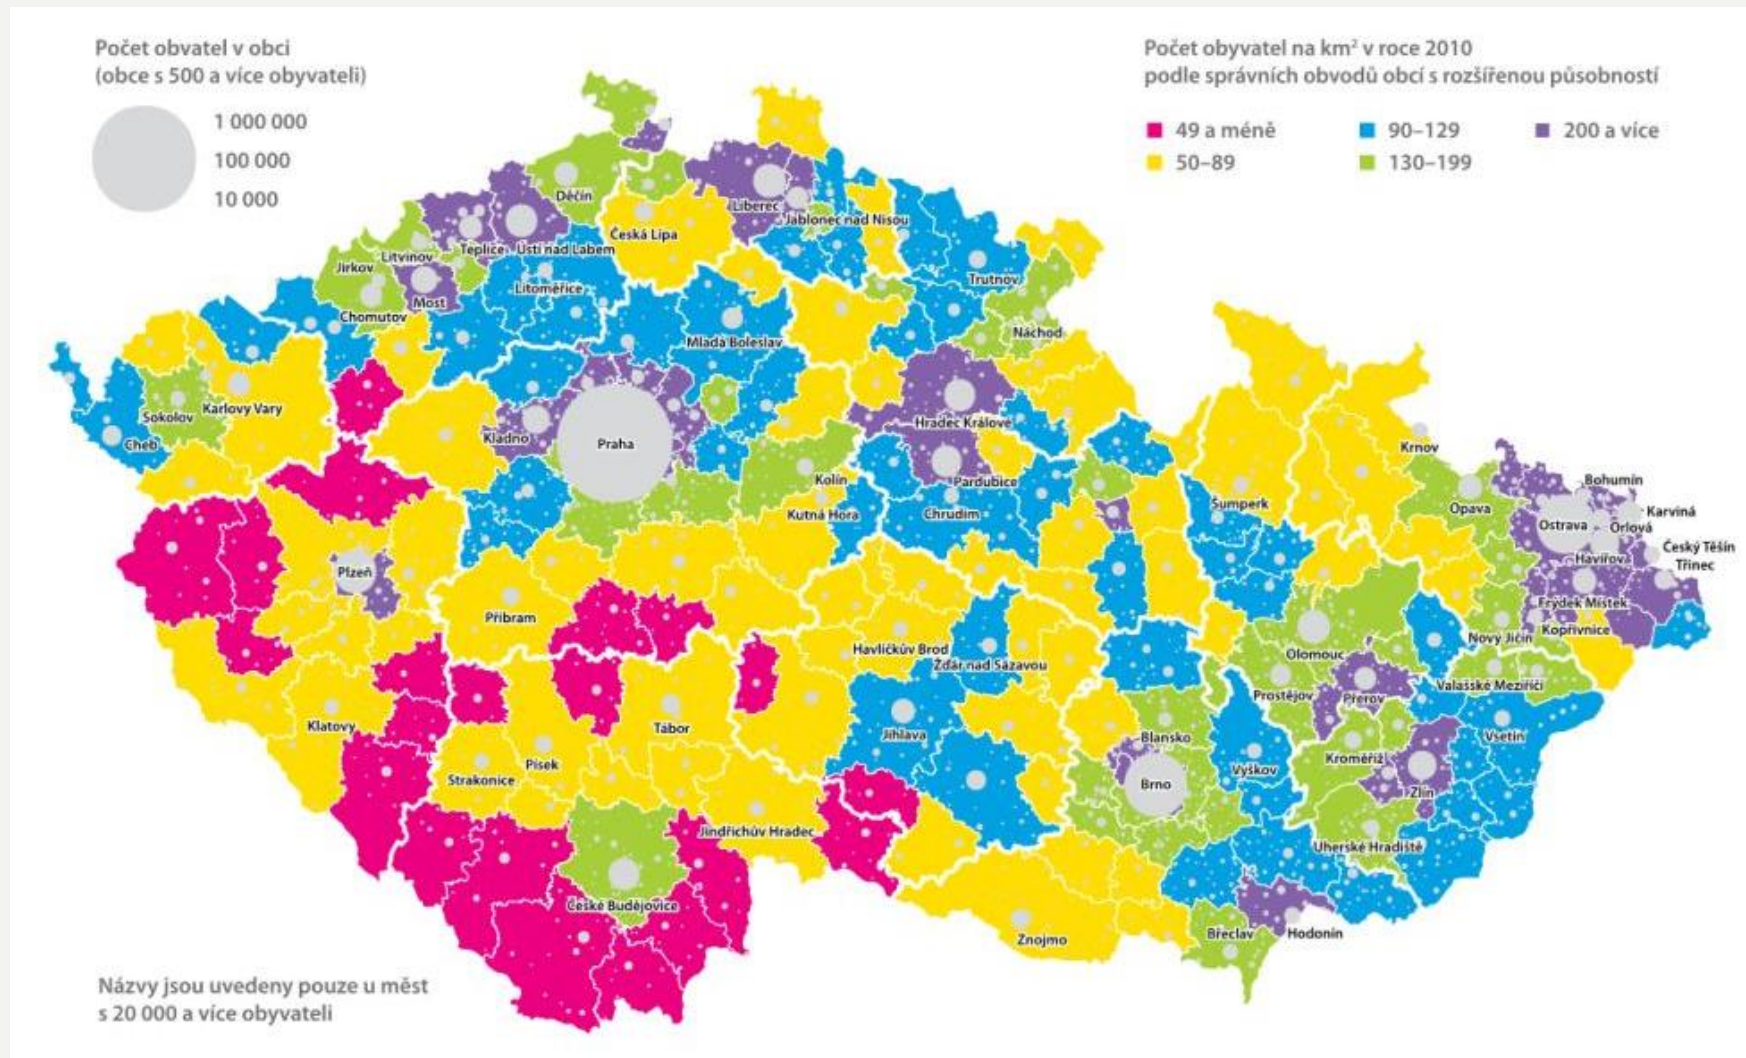 Počet obvatel v obci
(obce s 500 a více obyvateli)
1 000 000
100 000
10 000
Počet obyvatel na km² v roce 2010
podle správních obvodů obcí s rozšířenou působností
49 a méně
90–129
200 a více
50–89
130–199
Děčín
Liberec
Jablonec nad Nisou
Česká Lípa
Teplice
Ústí nad Labem
Litvínov
Jirkov
Most
Litoměřice
Chomutov
Trutnov
Náchod
Mladá Boleslav
Sokolov
Karlovy Vary
Cheb
Kladno
Praha
Hradec Králové
Kolín
Pardubice
Kutná Hora
Chrudim
Krnov
Šumperk
Opava
Bohumín
Karviná
Ostrava
Orlová
Havířov
Český Těšín
Třinec
Frýdek Místek
Kopřivnice
Nový Jičín
Plzeň
Příbram
Havlíčkův Brod
Žďár nad Sázavou
Olomouc
Prostějov
Přerov
Valašské Meziříčí
Klatovy
Tábor
Jihlava
Blansko
Vsetín
Kroměříž
Strakonice
Písek
Vyškov
Brno
Zlín
Jindřichův Hradec
Uherské Hradiště
České Budějovice
Znojmo
Břeclav
Hodonín
Názvy jsou uvedeny pouze u měst
s 20 000 a více obyvateli